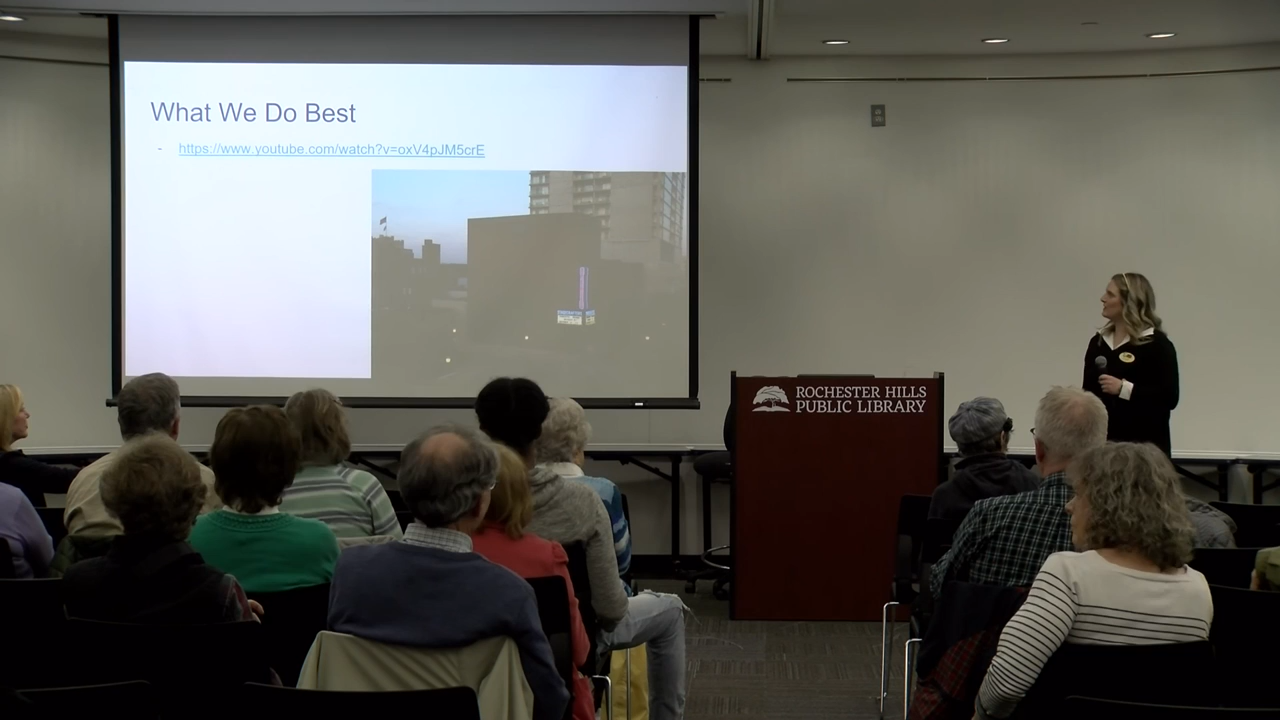 What We Do Best
- https://www.youtube.com/watch?v=oxV4pJM5crE
ROCHESTER HILLS
PUBLIC LIBRARY